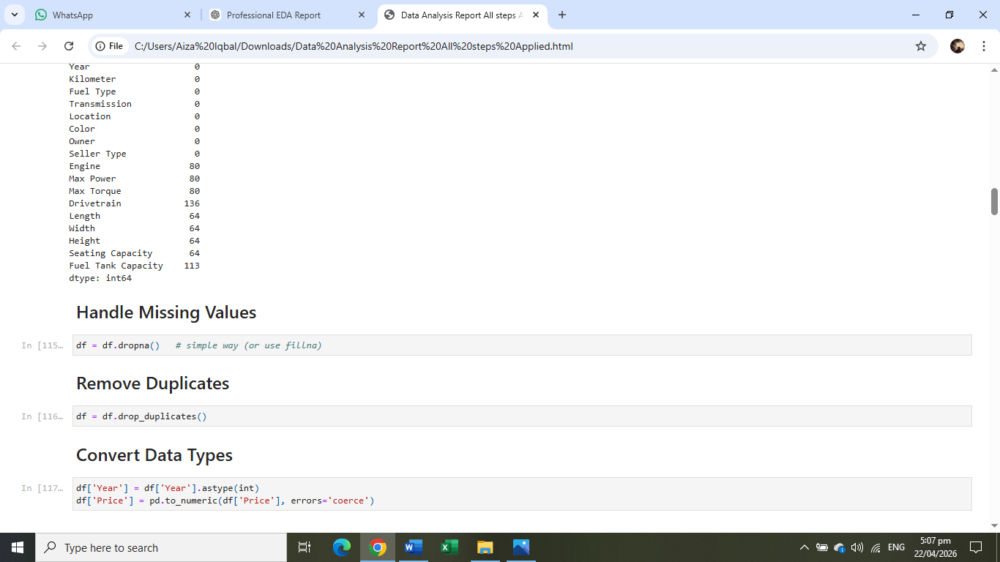 WhatsApp
Professional EDA Report
Data Analysis Report All steps A
File
C:/Users/Aiza%20Iqbal/Downloads/Data%20Analysis%20Report%20All%20steps%20Applied.html
Year 0
Kilometer 0
Fuel Type 0
Transmission 0
Location 0
Color 0
Owner 0
Seller Type 0
Engine 80
Max Power 80
Max Torque 80
Drivetrain 136
Length 64
Width 64
Height 64
Seating Capacity 64
Fuel Tank Capacity 113
dtype: int64
Handle Missing Values
In [115… df = df.dropna() # simple way (or use fillna)
Remove Duplicates
In [116… df = df.drop_duplicates()
Convert Data Types
In [117… df['Year'] = df['Year'].astype(int)
df['Price'] = pd.to_numeric(df['Price'], errors='coerce')
Type here to search
ENG
5:07 pm
22/04/2026